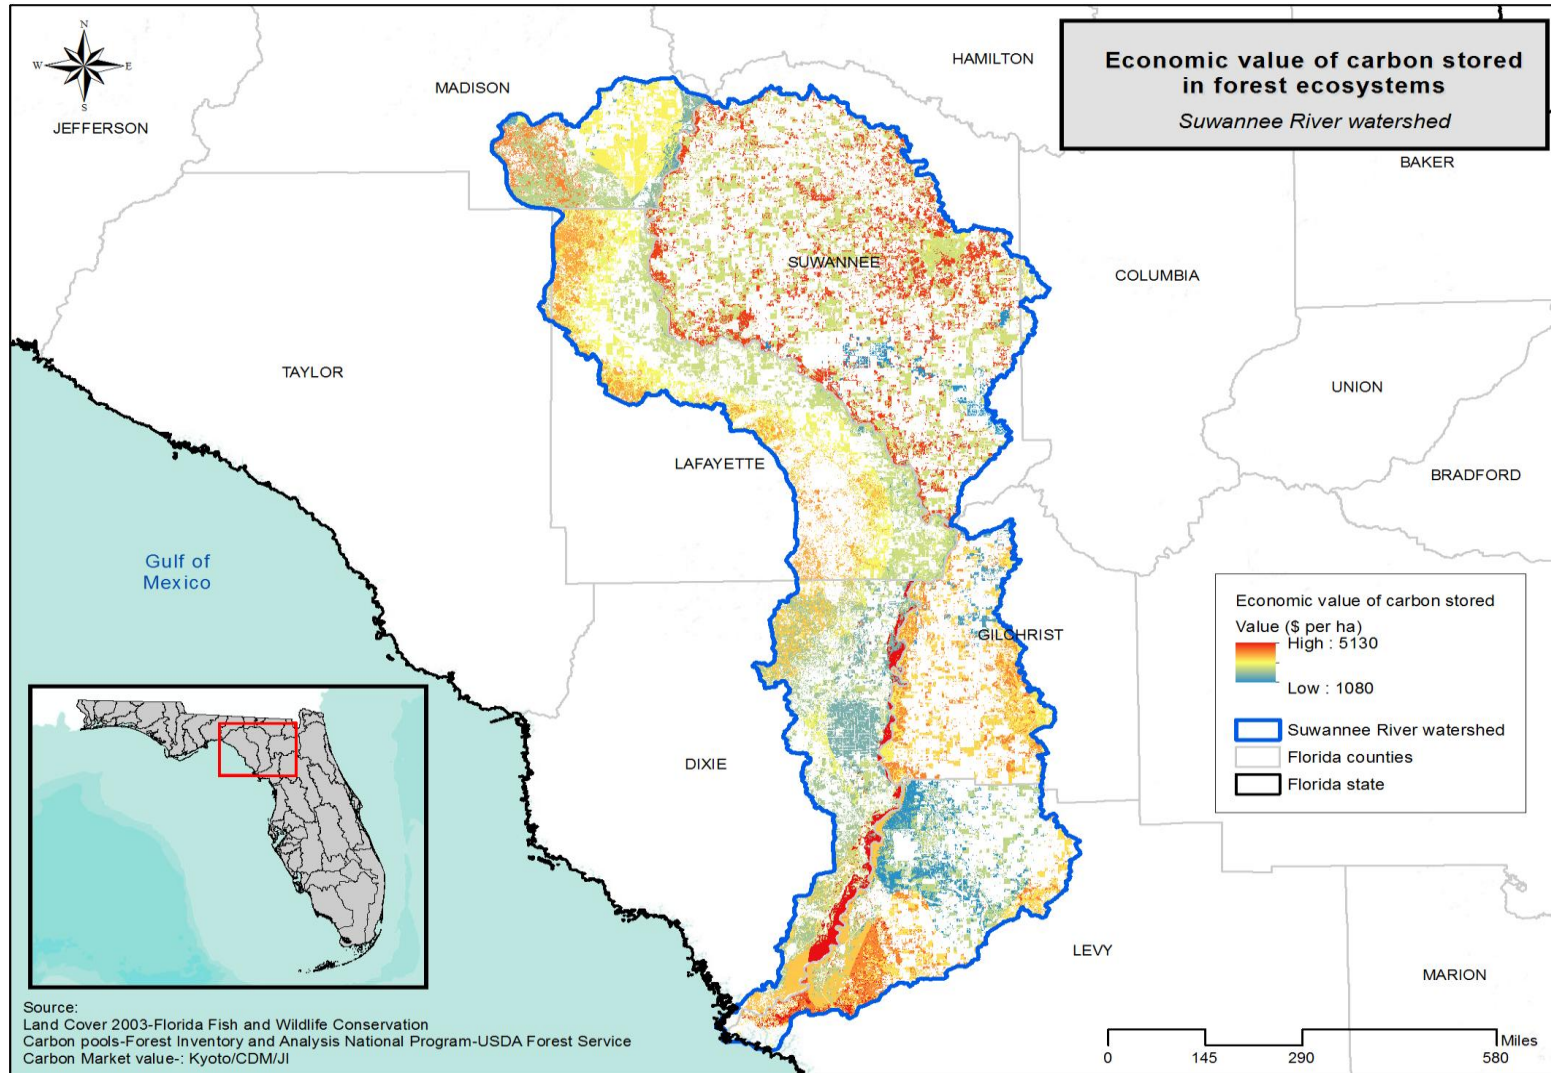 Economic value of carbon stored
in forest ecosystems
Suwannee River watershed
N
W
E
S
HAMILTON
MADISON
JEFFERSON
BAKER
SUWANNEE
COLUMBIA
TAYLOR
UNION
LAFAYETTE
BRADFORD
Gulf of
Mexico
GILCHRIST
DIXIE
LEVY
MARION
Economic value of carbon stored
Value ($ per ha)
High : 5130
Low : 1080
Suwannee River watershed
Florida counties
Florida state
Source:
Land Cover 2003-Florida Fish and Wildlife Conservation
Carbon pools-Forest Inventory and Analysis National Program-USDA Forest Service
Carbon Market value-: Kyoto/CDM/JI
Miles
0 145 290 580